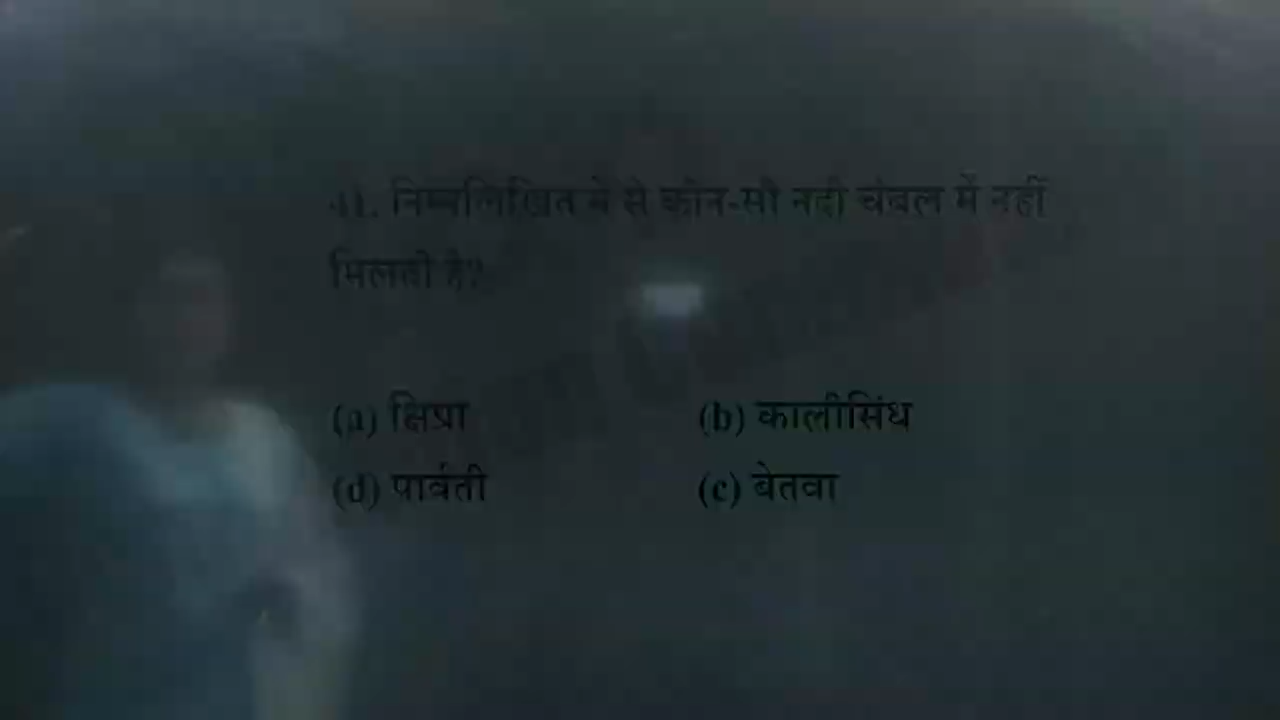 41. निम्नलिखित में से कौन-सी नदी चंबल में नहीं
मिलती है?
(a) क्षिप्रा (b) कालीसिंध
(d) पार्वती (c) बेतवा